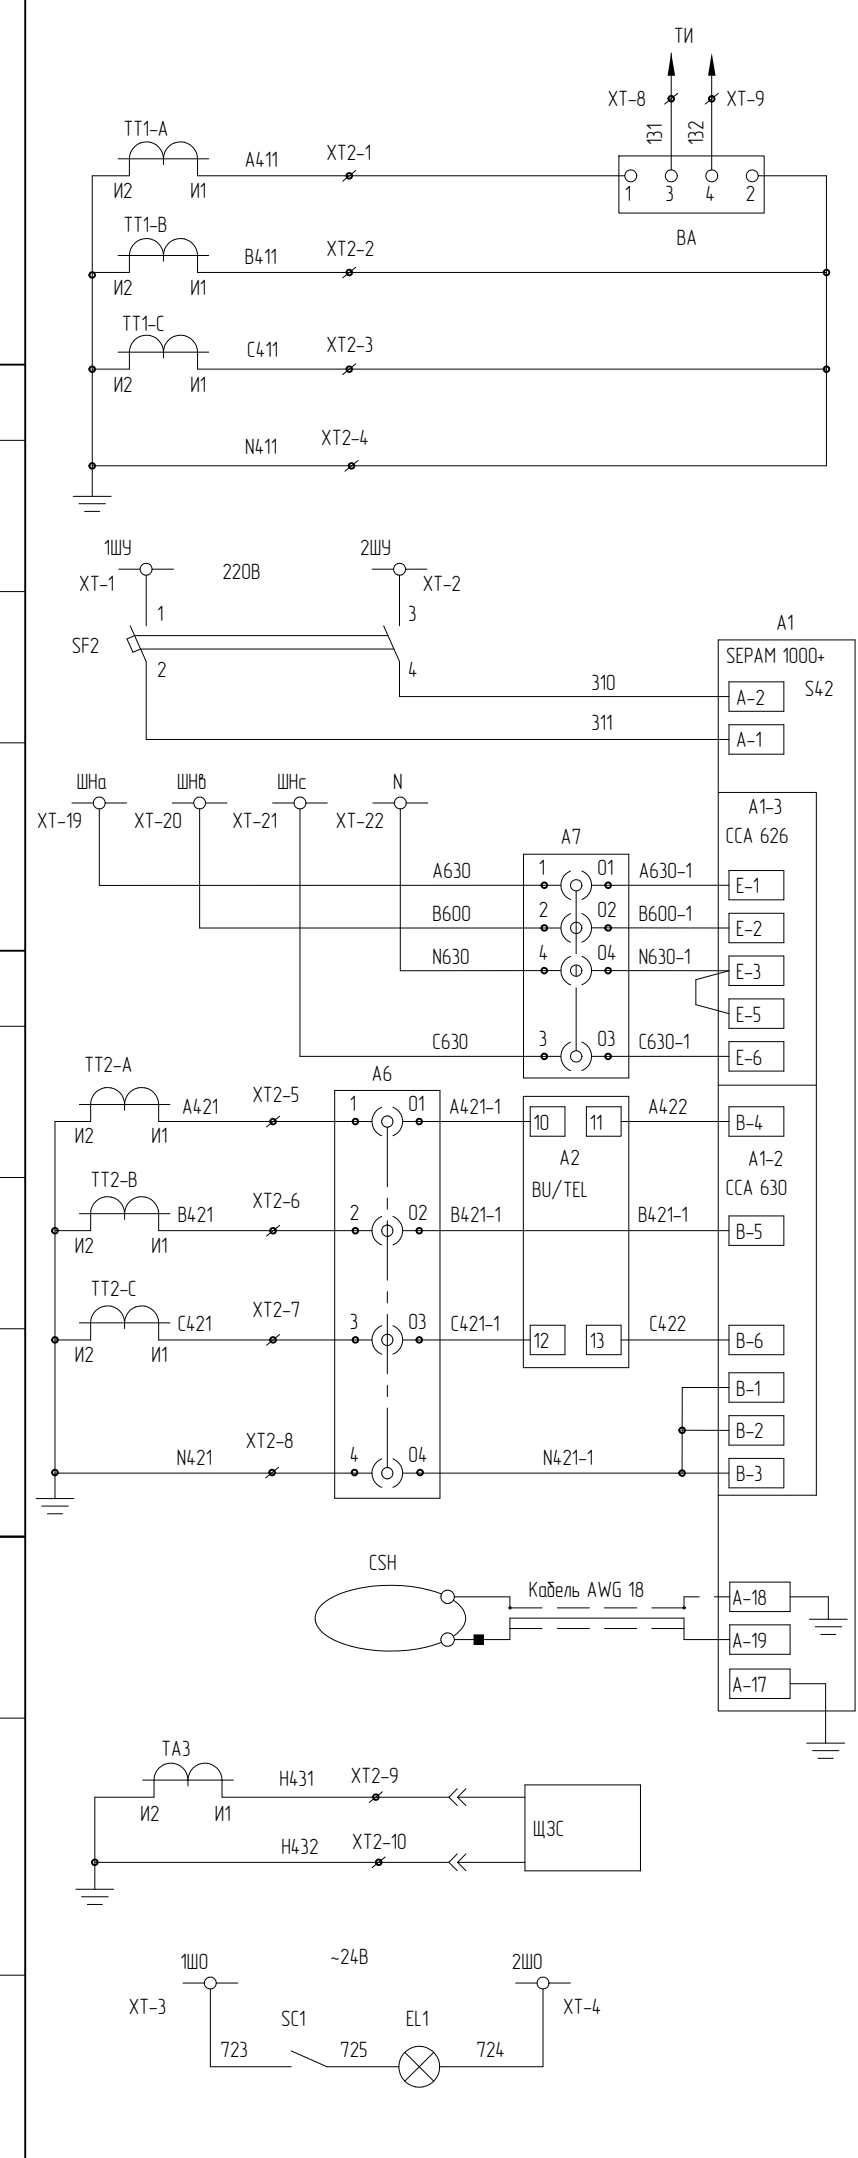 ТИ
ХТ-8 ХТ-9
131 132
ТТ1-А
А411 ХТ2-1
И2 И1
1 3 4 2
ВА
ТТ1-В
В411 ХТ2-2
И2 И1
ТТ1-С
С411 ХТ2-3
И2 И1
N411 ХТ2-4
1ШУ 220В 2ШУ
ХТ-1 ХТ-2
1 3
SF2
2 4
310
311
А1
SEPAM 1000+
S42
А-2
А-1
ШНа ШНв ШНс N
ХТ-19 ХТ-20 ХТ-21 ХТ-22
А7
А1-3
ССА 626
А630 1 01 А630-1 Е-1
В600 2 02 В600-1 Е-2
N630 4 04 N630-1 Е-3
Е-5
С630 3 03 С630-1 Е-6
ТТ2-А
А6
А421 ХТ2-5 1 01 А421-1 10 11 А422 В-4
И2 И1
А2
BU/TEL
А1-2
ССА 630
ТТ2-В
В421 ХТ2-6 2 02 В421-1 В421-1 В-5
И2 И1
ТТ2-С
С421 ХТ2-7 3 03 С421-1 12 13 С422 В-6
И2 И1
В-1
В-2
N421 ХТ2-8 4 04 N421-1 В-3
CSH
Кабель AWG 18
А-18
А-19
А-17
ТА3
Н431 ХТ2-9
И2 И1
ЩЗС
Н432 ХТ2-10
1ШО ~24В 2ШО
ХТ-3 ХТ-4
SC1 EL1
723 725 724